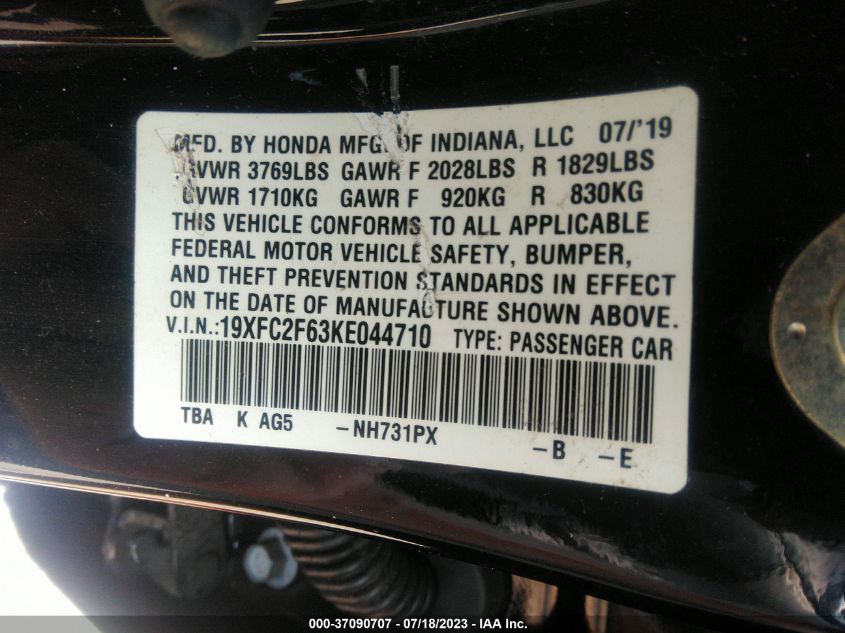 MFD. BY HONDA MFG. OF INDIANA, LLC 07/'19
GVWR 3769LBS GAWR F 2028LBS R 1829LBS
GVWR 1710KG GAWR F 920KG R 830KG
THIS VEHICLE CONFORMS TO ALL APPLICABLE
FEDERAL MOTOR VEHICLE SAFETY, BUMPER,
AND THEFT PREVENTION STANDARDS IN EFFECT
ON THE DATE OF MANUFACTURE SHOWN ABOVE.
V.I.N.:19XFC2F63KE044710 TYPE: PASSENGER CAR
TBA K AG5 -NH731PX -B -E
000-37090707 / 07/18/2023 - IAA Inc.